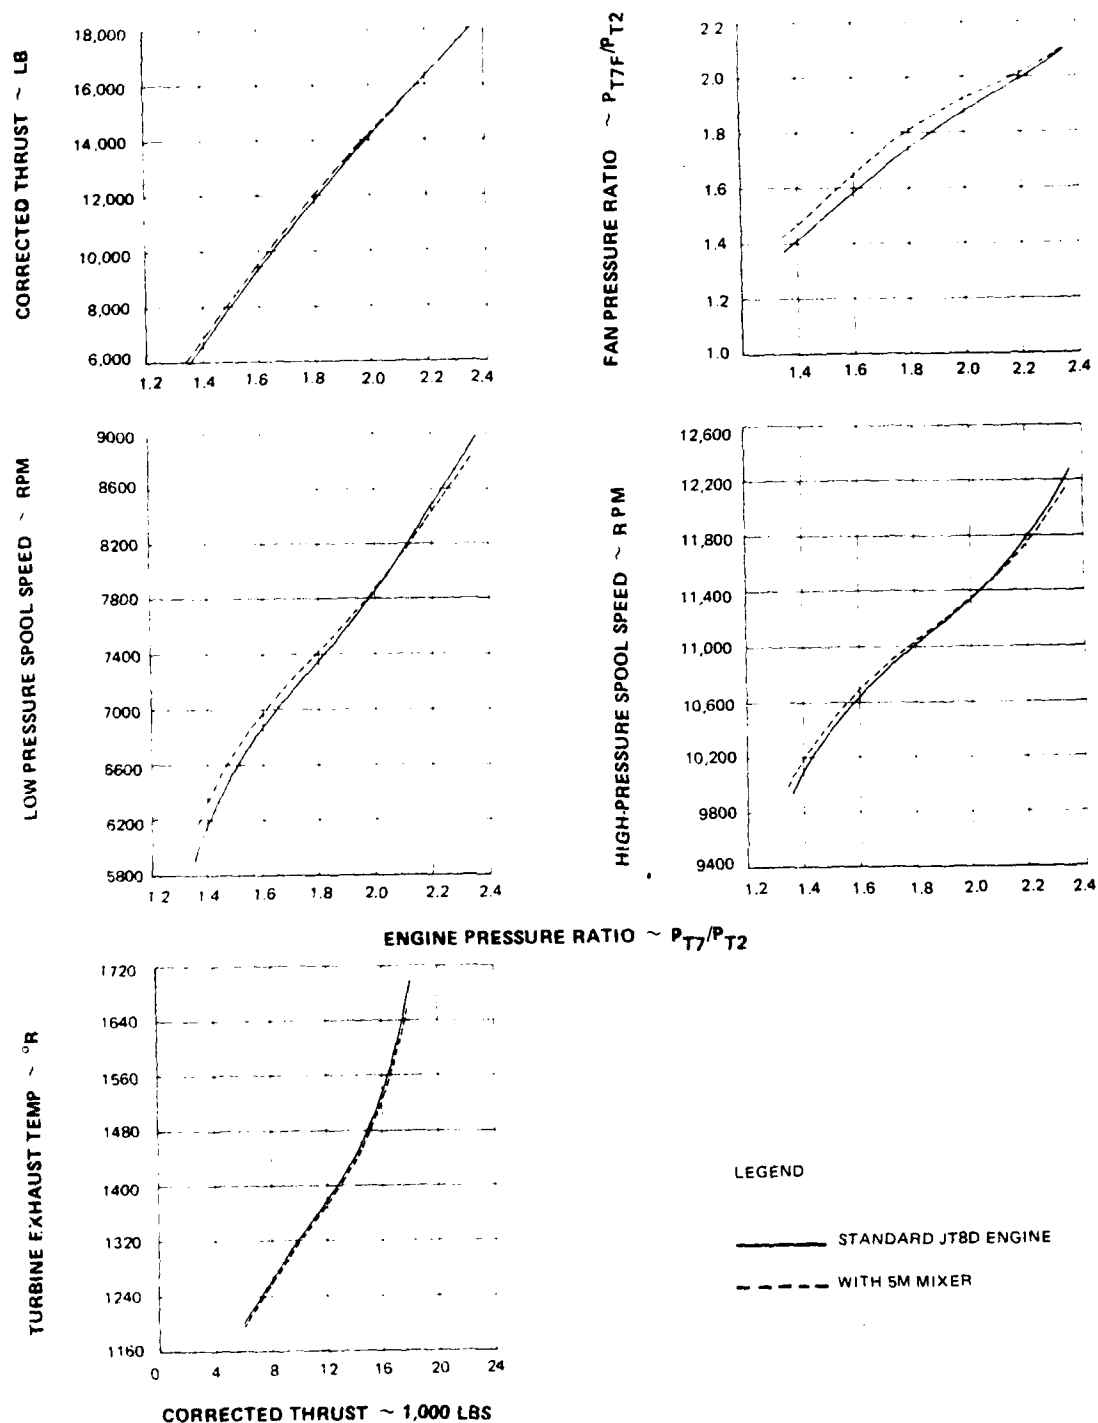 CORRECTED THRUST ~ LB
18,000
16,000
14,000
12,000
10,000
8,000
6,000
1.2 1.4 1.6 1.8 2.0 2.2 2.4
FAN PRESSURE RATIO ~ PT7F/PT2
2.2
2.0
1.8
1.6
1.4
1.2
1.0
1.4 1.6 1.8 2.0 2.2 2.4
LOW PRESSURE SPOOL SPEED ~ RPM
9000
8600
8200
7800
7400
7000
6600
6200
5800
1 2 1.4 1.6 1.8 2.0 2.2 2.4
HIGH-PRESSURE SPOOL SPEED ~ RPM
12,600
12,200
11,800
11,400
11,000
10,600
10,200
9800
9400
1.2 1.4 1.6 1.8 2.0 2.2 2.4
ENGINE PRESSURE RATIO ~ PT7/PT2
TURBINE EXHAUST TEMP ~ °R
1720
1640
1560
1480
1400
1320
1240
1160
0 4 8 12 16 20 24
CORRECTED THRUST ~ 1,000 LBS
LEGEND
STANDARD JT8D ENGINE
WITH 5M MIXER